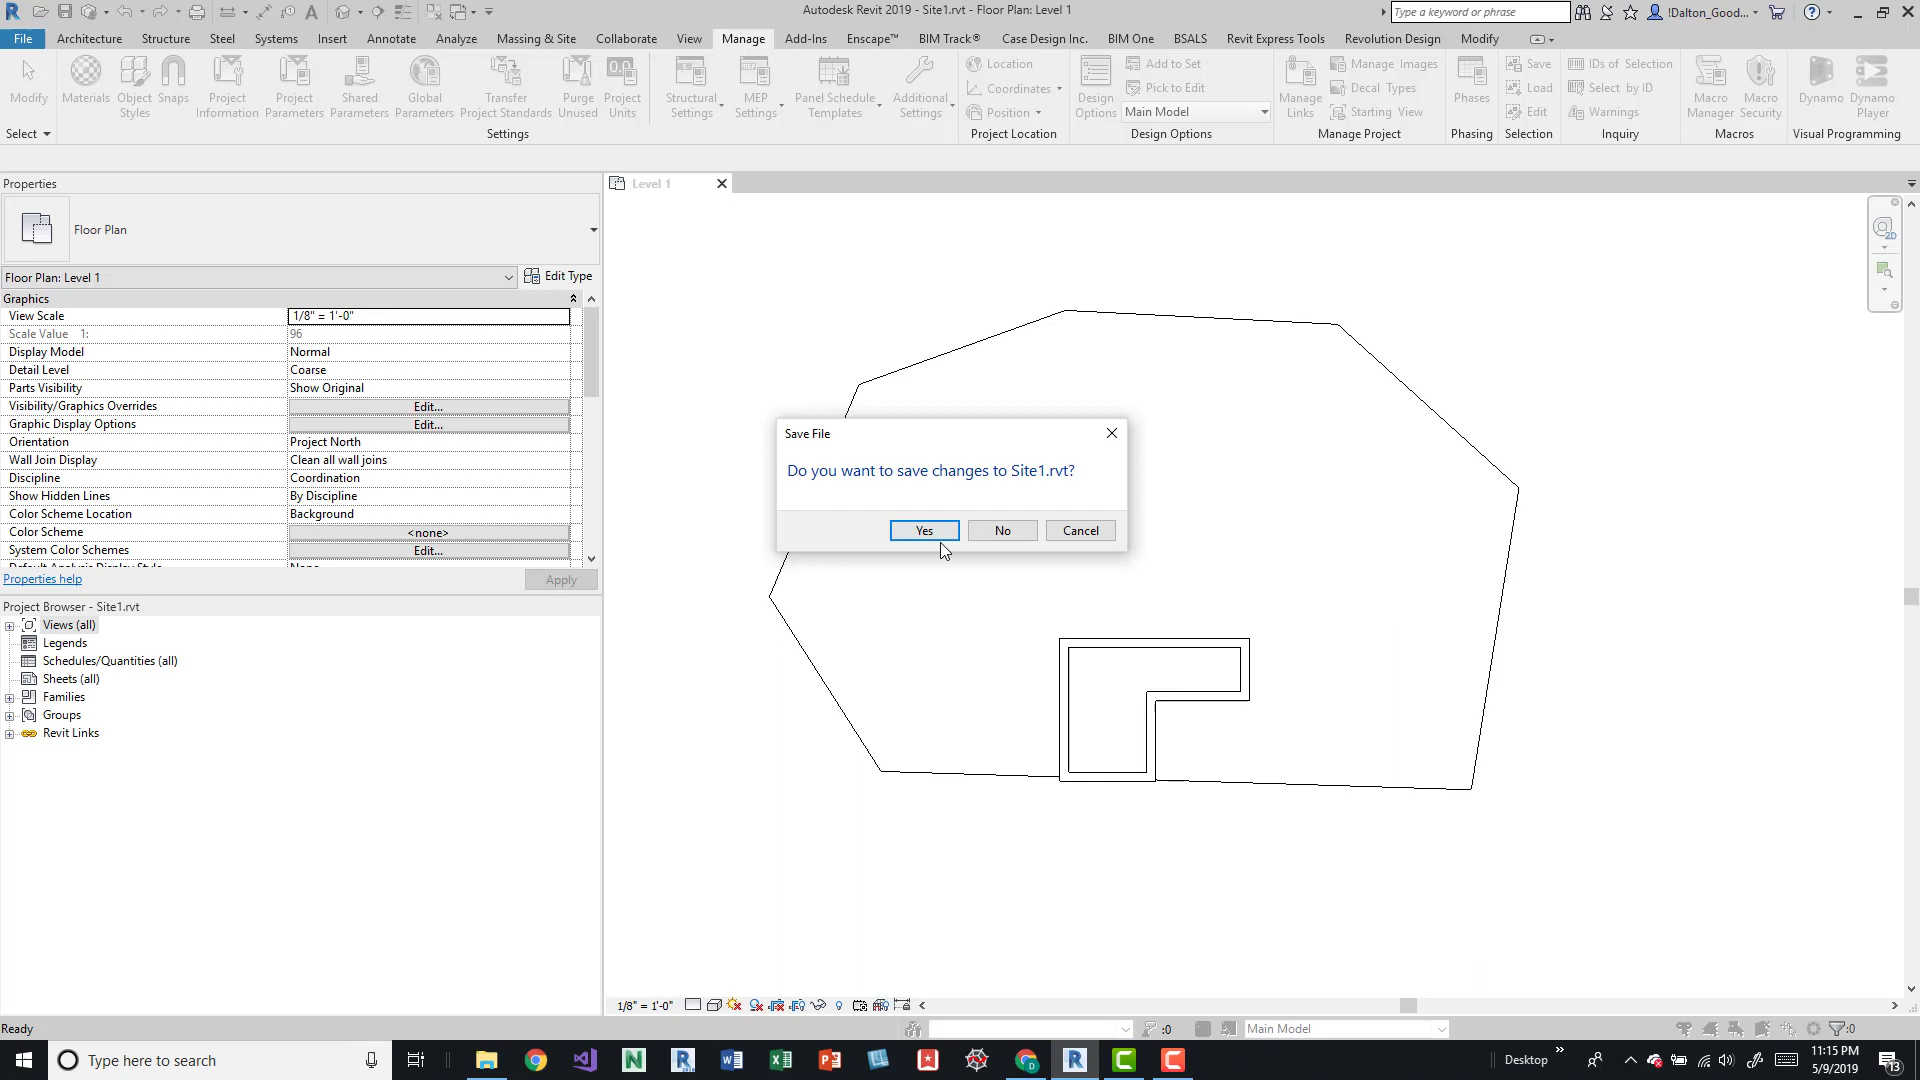 Autodesk Revit 2019 - Site1.rvt - Floor Plan: Level 1
Type a keyword or phrase
!Dalton_Good...
File Architecture Structure Steel Systems Insert Annotate Analyze Massing & Site Collaborate View Manage Add-Ins Enscape™ BIM Track® Case Design Inc. BIM One BSALS Revit Express Tools Revolution Design Modify
Modify
Materials
Object Styles
Snaps
Project Information
Project Parameters
Shared Parameters
Global Parameters
Transfer Project Standards
Purge Unused
Project Units
Structural Settings
MEP Settings
Panel Schedule Templates
Additional Settings
Location
Coordinates
Position
Design Options
Add to Set
Pick to Edit
Main Model
Manage Links
Manage Images
Decal Types
Starting View
Phases
Save
Load
Edit
IDs of Selection
Select by ID
Warnings
Macro Manager
Macro Security
Dynamo
Dynamo Player
Select Settings Project Location Design Options Manage Project Phasing Selection Inquiry Macros Visual Programming
Properties
Level 1
Floor Plan
Floor Plan: Level 1
Edit Type
Graphics
View Scale 1/8" = 1'-0"
Scale Value 1: 96
Display Model Normal
Detail Level Coarse
Parts Visibility Show Original
Visibility/Graphics Overrides Edit...
Graphic Display Options Edit...
Orientation Project North
Wall Join Display Clean all wall joins
Discipline Coordination
Show Hidden Lines By Discipline
Color Scheme Location Background
Color Scheme <none>
System Color Schemes Edit...
Properties help
Apply
Project Browser - Site1.rvt
Views (all)
Legends
Schedules/Quantities (all)
Sheets (all)
Families
Groups
Revit Links
Save File
Do you want to save changes to Site1.rvt?
Yes
No
Cancel
2D
1/8" = 1'-0"
Ready
:0
Main Model
:0
Type here to search
Desktop
11:15 PM
5/9/2019
13